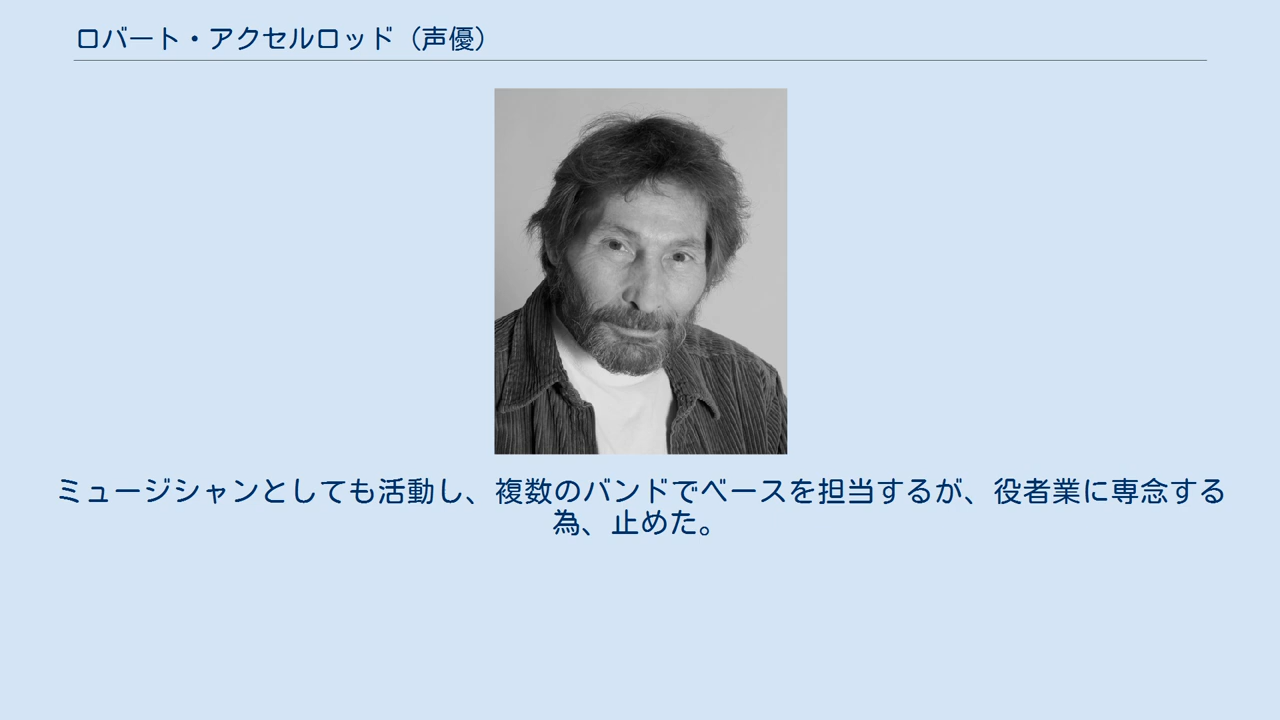 ロバート・アクセルロッド（声優）
ミュージシャンとしても活動し、複数のバンドでベースを担当するが、役者業に専念する
為、止めた。